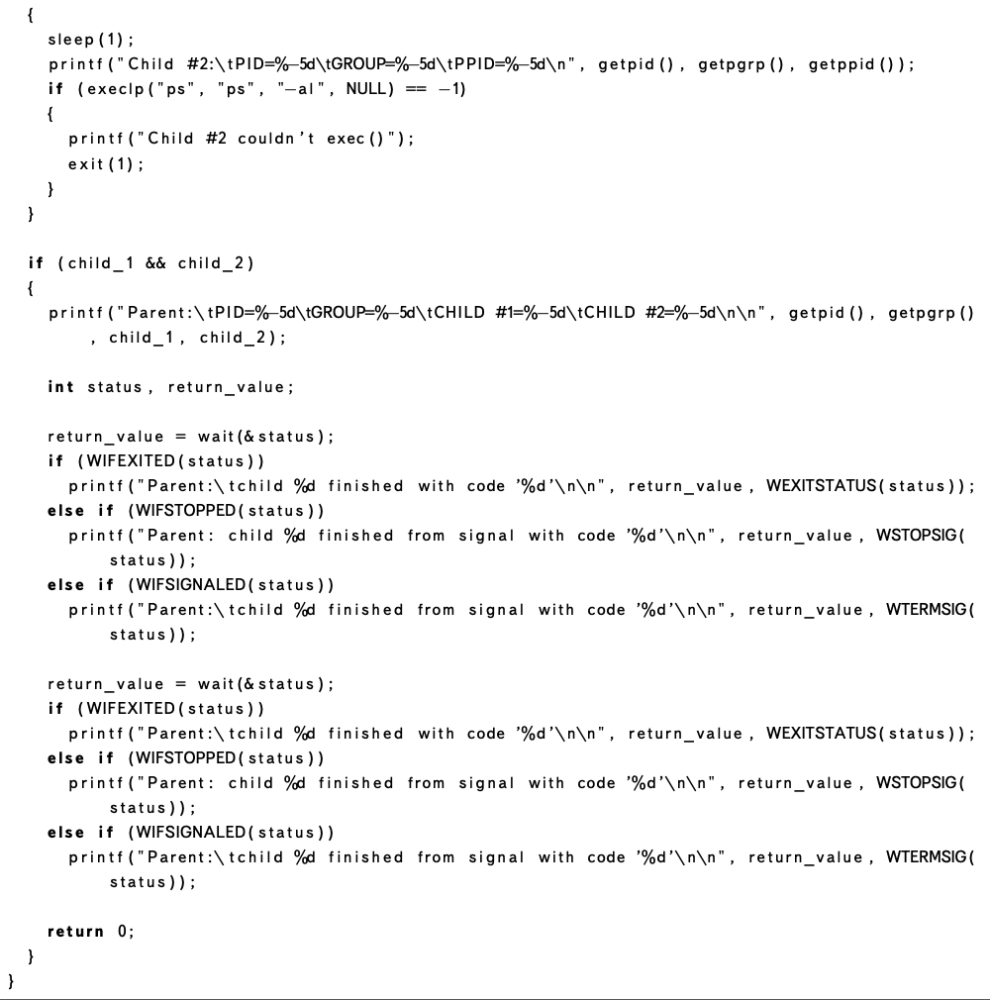 {
sleep(1);
printf("Child #2:\tPID=%-5d\tGROUP=%-5d\tPPID=%-5d\n", getpid(), getpgrp(), getppid());
if (execlp("ps", "ps", "-al", NULL) == -1)
{
printf("Child #2 couldn't exec()");
exit(1);
}
}
if (child_1 && child_2)
{
printf("Parent:\tPID=%-5d\tGROUP=%-5d\tCHILD #1=%-5d\tCHILD #2=%-5d\n\n", getpid(), getpgrp()
, child_1, child_2);
int status, return_value;
return_value = wait(&status);
if (WIFEXITED(status))
printf("Parent:\tchild %d finished with code '%d'\n\n", return_value, WEXITSTATUS(status));
else if (WIFSTOPPED(status))
printf("Parent: child %d finished from signal with code '%d'\n\n", return_value, WSTOPSIG(
status));
else if (WIFSIGNALED(status))
printf("Parent:\tchild %d finished from signal with code '%d'\n\n", return_value, WTERMSIG(
status));
return_value = wait(&status);
if (WIFEXITED(status))
printf("Parent:\tchild %d finished with code '%d'\n\n", return_value, WEXITSTATUS(status));
else if (WIFSTOPPED(status))
printf("Parent: child %d finished from signal with code '%d'\n\n", return_value, WSTOPSIG(
status));
else if (WIFSIGNALED(status))
printf("Parent:\tchild %d finished from signal with code '%d'\n\n", return_value, WTERMSIG(
status));
return 0;
}
}